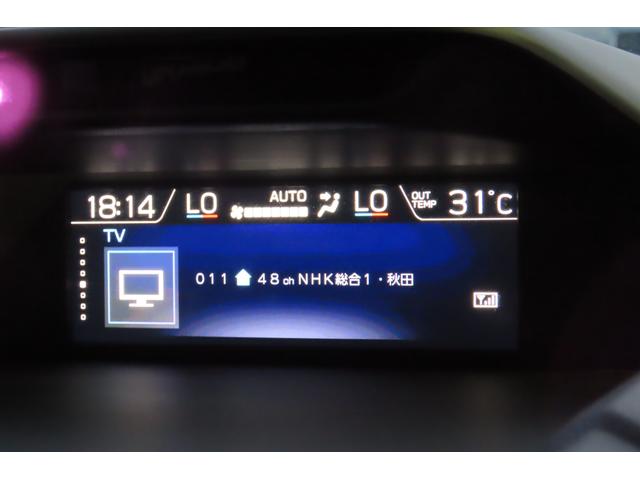 18:14 LO AUTO LO OUT TEMP 31°C
TV
011 48ch NHK総合1・秋田